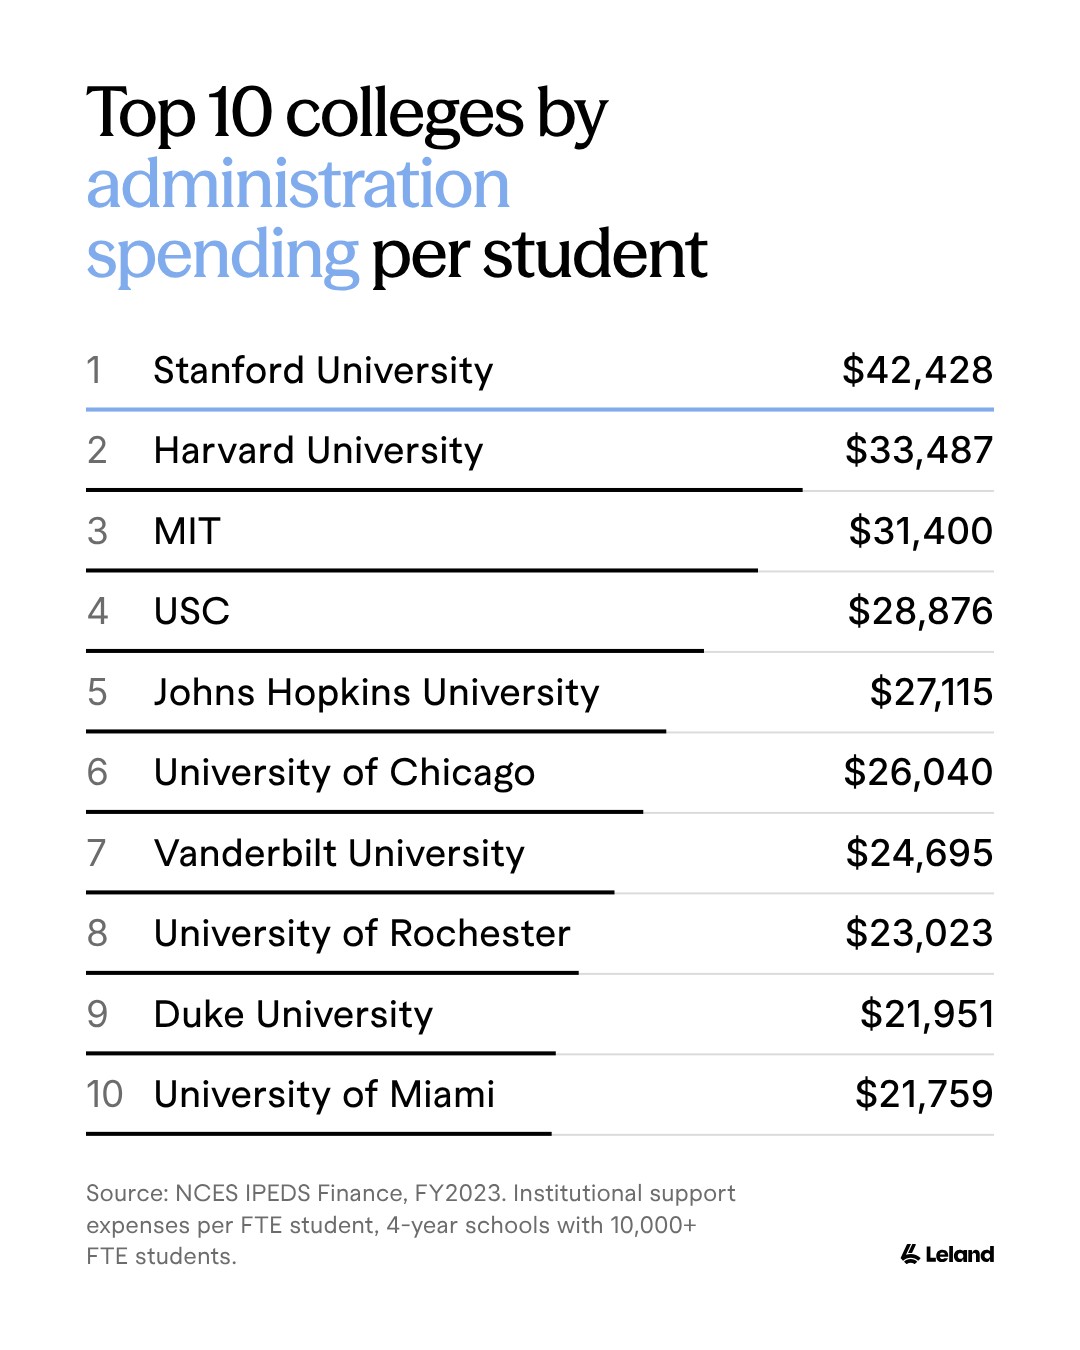 Top 10 colleges by
administration
spending per student
1 Stanford University $42,428
2 Harvard University $33,487
3 MIT $31,400
4 USC $28,876
5 Johns Hopkins University $27,115
6 University of Chicago $26,040
7 Vanderbilt University $24,695
8 University of Rochester $23,023
9 Duke University $21,951
10 University of Miami $21,759
Source: NCES IPEDS Finance, FY2023. Institutional support
expenses per FTE student, 4-year schools with 10,000+
FTE students.
Leland